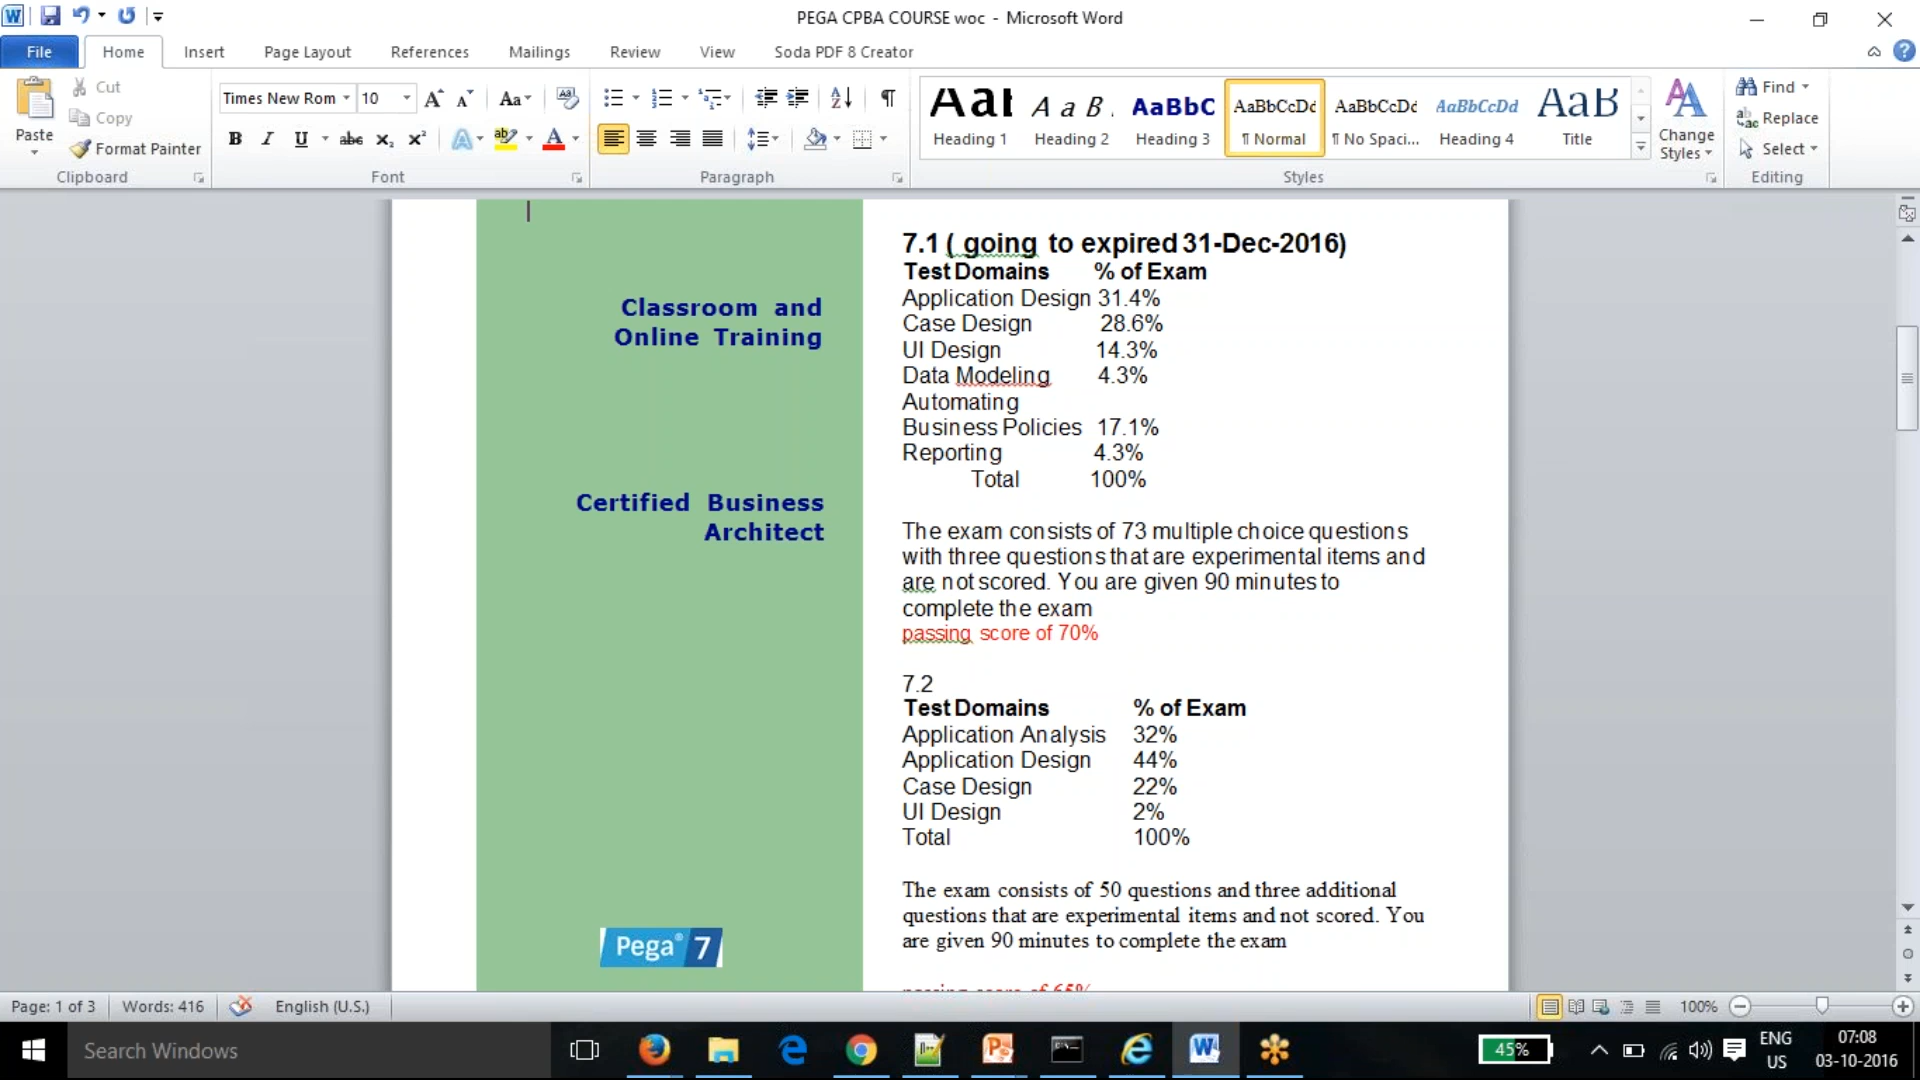 PEGA CPBA COURSE woc - Microsoft Word
File Home Insert Page Layout References Mailings Review View Soda PDF 8 Creator
Paste
Cut
Copy
Format Painter
Clipboard
Times New Rom 10
Font
Paragraph
AaI AaB. AaBbC AaBbCcDd AaBbCcDd AaBbCcDd AaB
Heading 1 Heading 2 Heading 3 ¶ Normal ¶ No Spaci... Heading 4 Title
Styles
Change
Styles
Find
Replace
Select
Editing
Classroom and
Online Training
Certified Business
Architect
Pega® 7
7.1 ( going to expired 31-Dec-2016)
Test Domains % of Exam
Application Design 31.4%
Case Design 28.6%
UI Design 14.3%
Data Modeling 4.3%
Automating
Business Policies 17.1%
Reporting 4.3%
Total 100%
The exam consists of 73 multiple choice questions
with three questions that are experimental items and
are not scored. You are given 90 minutes to
complete the exam
passing score of 70%
7.2
Test Domains % of Exam
Application Analysis 32%
Application Design 44%
Case Design 22%
UI Design 2%
Total 100%
The exam consists of 50 questions and three additional
questions that are experimental items and not scored. You
are given 90 minutes to complete the exam
passing score of 65%
Page: 1 of 3 Words: 416 English (U.S.) 100%
Search Windows
45%
ENG
US
07:08
03-10-2016